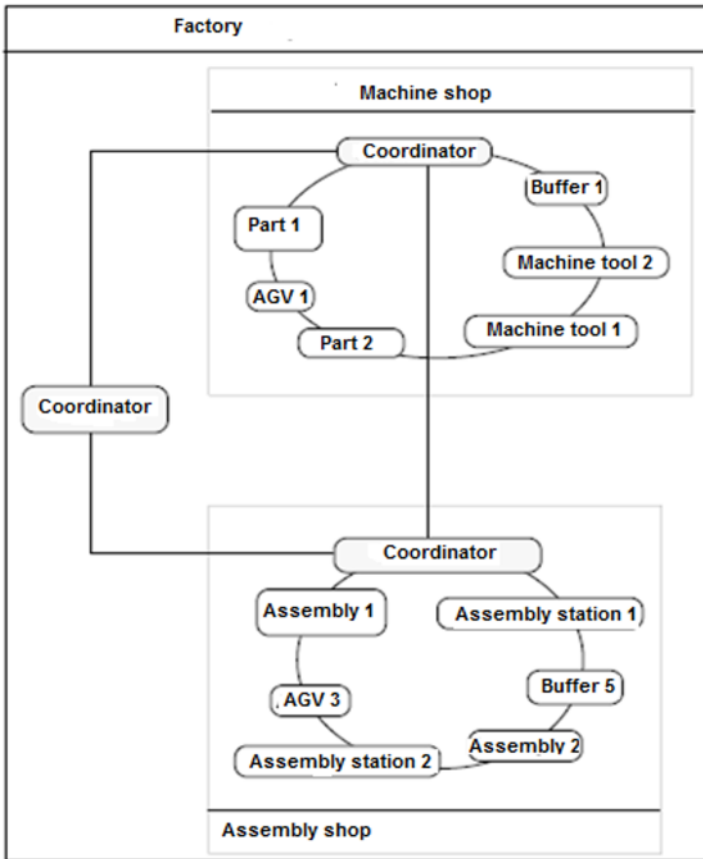 Factory
Machine shop
Coordinator
Buffer 1
Part 1
Machine tool 2
AGV 1
Machine tool 1
Part 2
Coordinator
Coordinator
Assembly 1
Assembly station 1
Buffer 5
AGV 3
Assembly 2
Assembly station 2
Assembly shop